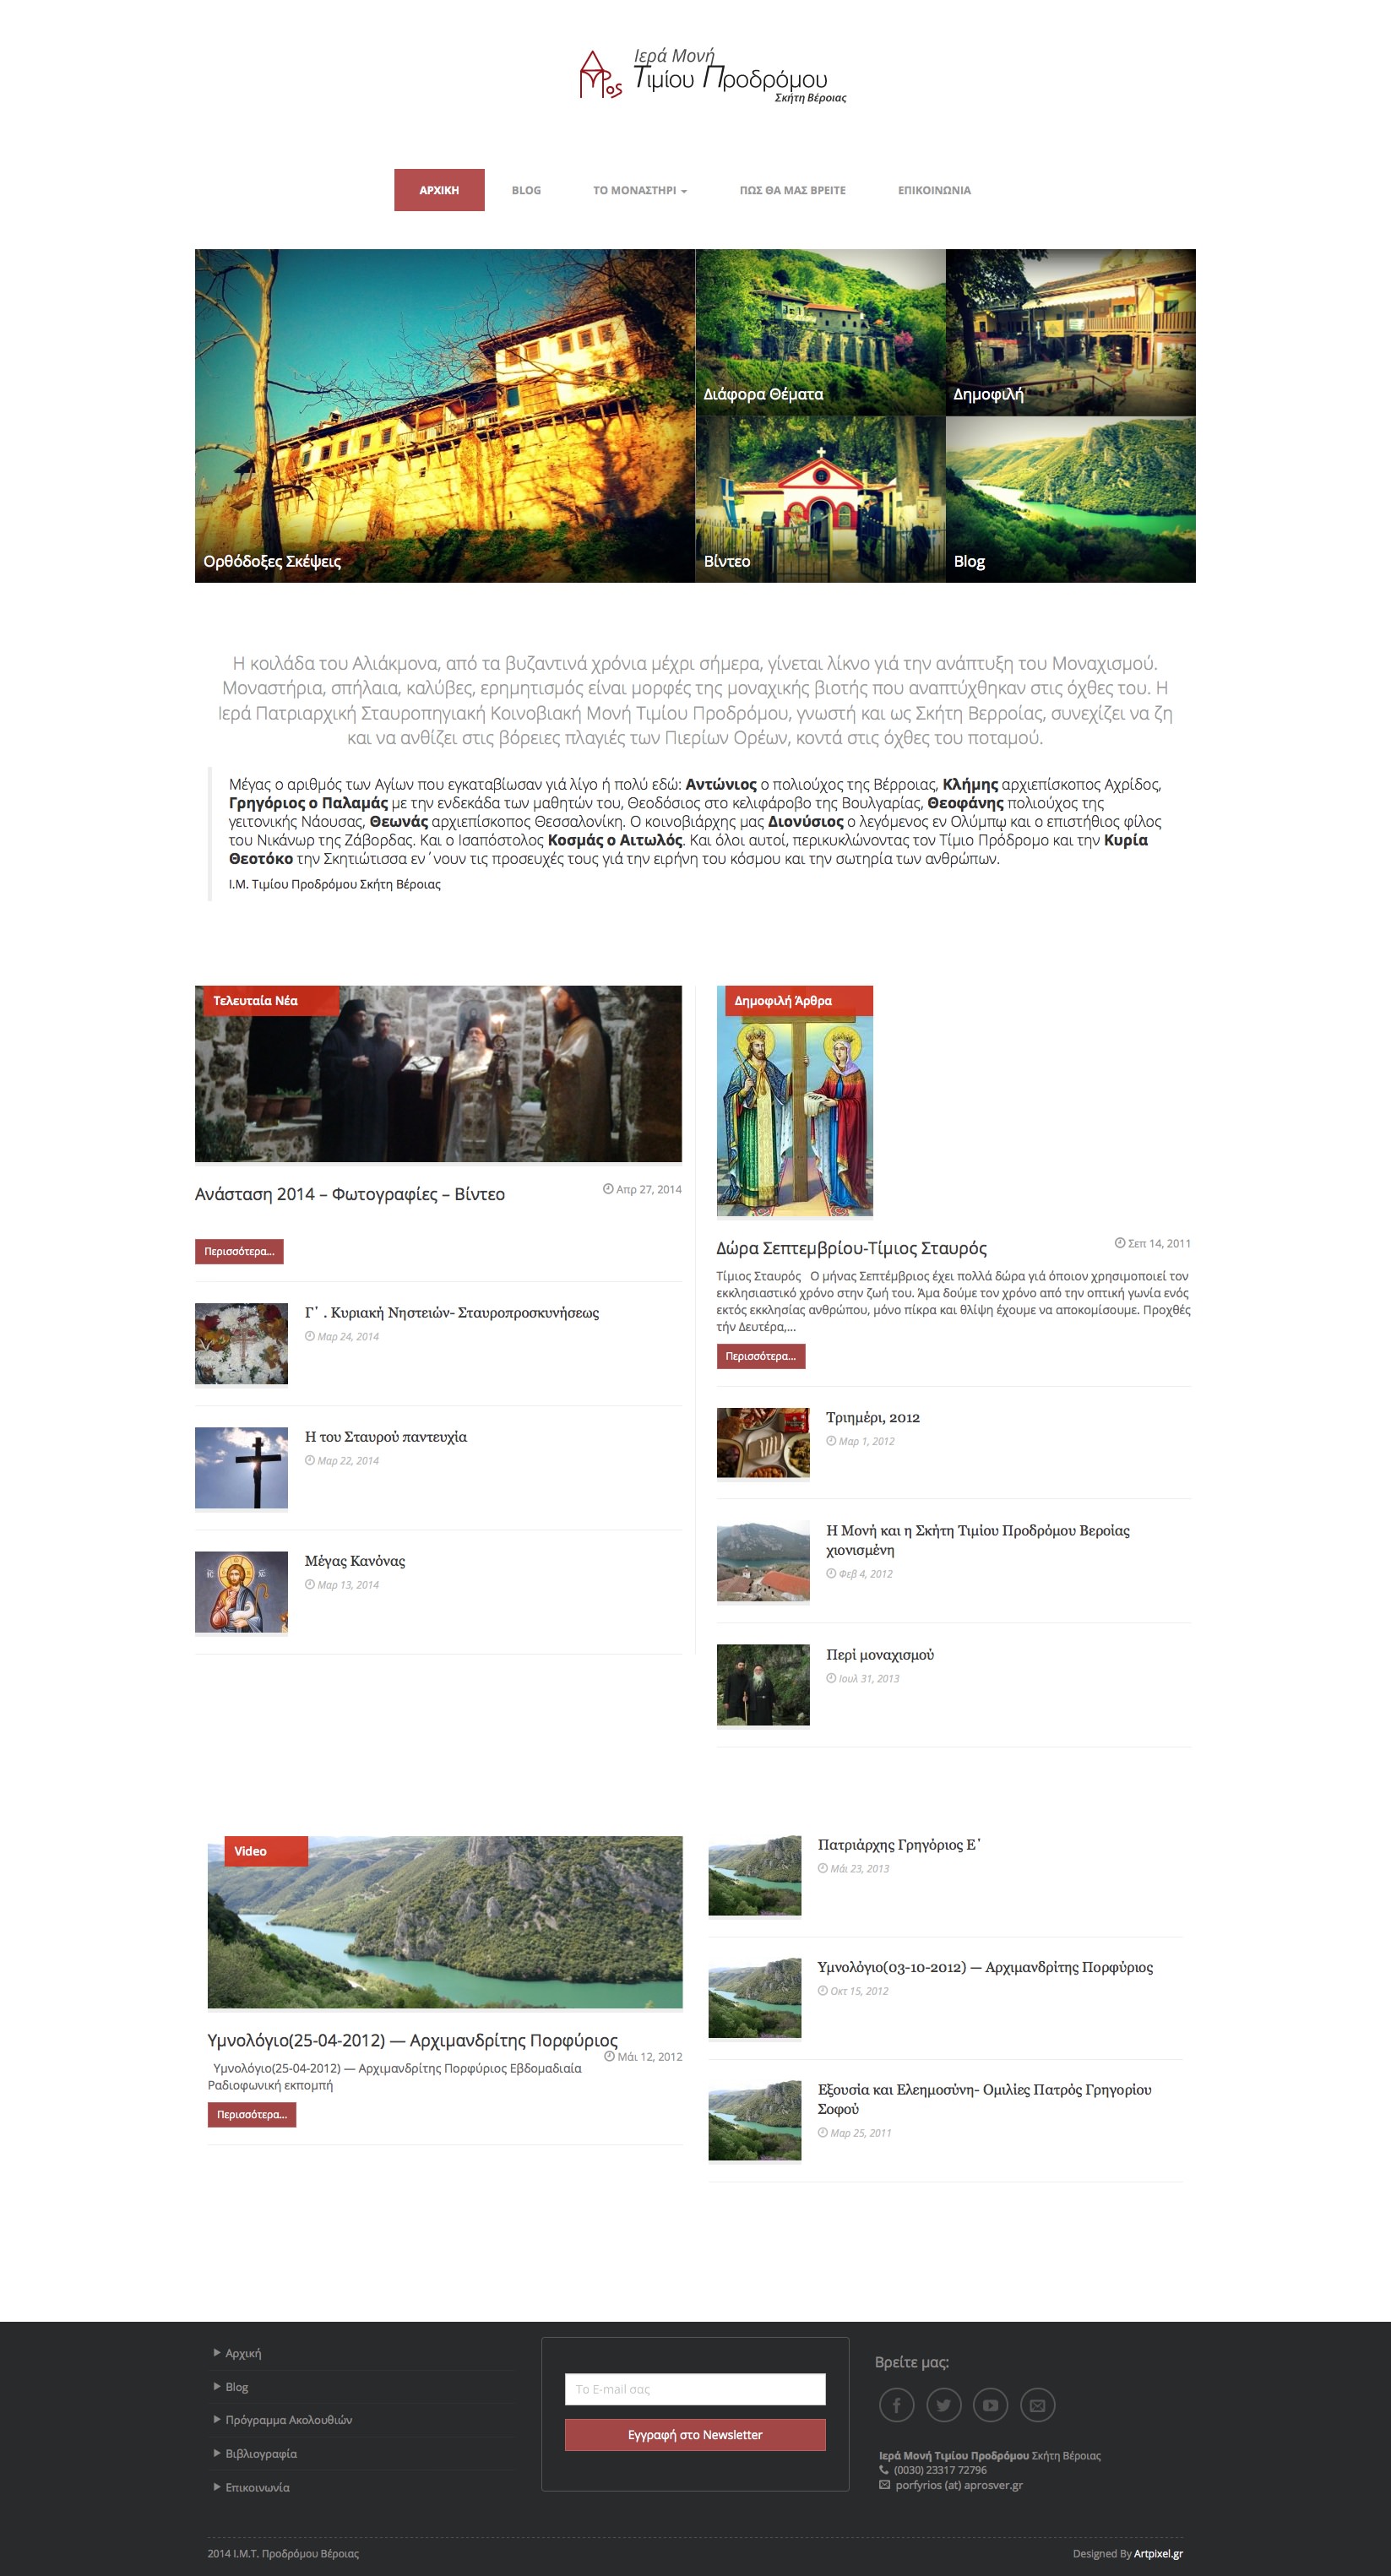 Ιερά Μονή
Τιμίου Προδρόμου
Σκήτη Βέροιας
ΑΡΧΙΚΗ
BLOG
ΤΟ ΜΟΝΑΣΤΗΡΙ
ΠΩΣ ΘΑ ΜΑΣ ΒΡΕΙΤΕ
ΕΠΙΚΟΙΝΩΝΙΑ
Διάφορα Θέματα
Δημοφιλή
Ορθόδοξες Σκέψεις
Βίντεο
Blog
Η κοιλάδα του Αλιάκμονα, από τα βυζαντινά χρόνια μέχρι σήμερα, γίνεται λίκνο γιά την ανάπτυξη του Μοναχισμού.
Μοναστήρια, σπήλαια, καλύβες, ερημητισμός είναι μορφές της μοναχικής βιοτής που αναπτύχθηκαν στις όχθες του. Η
Ιερά Πατριαρχική Σταυροπηγιακή Κοινοβιακή Μονή Τιμίου Προδρόμου, γνωστή και ως Σκήτη Βερροίας, συνεχίζει να ζη
και να ανθίζει στις βόρειες πλαγιές των Πιερίων Ορέων, κοντά στις όχθες του ποταμού.
Μέγας ο αριθμός των Αγίων που εγκαταβίωσαν γιά λίγο ή πολύ εδώ: Αντώνιος ο πολιούχος της Βέρροιας, Κλήμης αρχιεπίσκοπος Αχρίδος,
Γρηγόριος ο Παλαμάς με την ενδεκάδα των μαθητών του, Θεοδόσιος στο κελιφάροβο της Βουλγαρίας, Θεοφάνης πολιούχος της
γειτονικής Νάουσας, Θεωνάς αρχιεπίσκοπος Θεσσαλονίκη. Ο κοινοβιάρχης μας Διονύσιος ο λεγόμενος εν Ολύμπῳ και ο επιστήθιος φίλος
του Νικάνωρ της Ζάβορδας. Και ο Ισαπόστολος Κοσμάς ο Αιτωλός. Και όλοι αυτοί, περικυκλώνοντας τον Τίμιο Πρόδρομο και την Κυρία
Θεοτόκο την Σκητιώτισσα εν΄νουν τις προσευχές τους γιά την ειρήνη του κόσμου και την σωτηρία των ανθρώπων.
Ι.Μ. Τιμίου Προδρόμου Σκήτη Βέροιας
Τελευταία Νέα
Ανάσταση 2014 – Φωτογραφίες – Βίντεο
Απρ 27, 2014
Περισσότερα...
Γ΄ . Κυριακή Νηστειών- Σταυροπροσκυνήσεως
Μαρ 24, 2014
Η του Σταυρού παντευχία
Μαρ 22, 2014
Μέγας Κανόνας
Μαρ 13, 2014
Δημοφιλή Άρθρα
Δώρα Σεπτεμβρίου-Τίμιος Σταυρός
Σεπ 14, 2011
Τίμιος Σταυρός   Ο μήνας Σεπτέμβριος έχει πολλά δώρα γιά όποιον χρησιμοποιεί τον
εκκλησιαστικό χρόνο στην ζωή του. Άμα δούμε τον χρόνο από την οπτική γωνία ενός
εκτός εκκλησίας ανθρώπου, μόνο πίκρα και θλίψη έχουμε να αποκομίσουμε. Προχθές
τήν Δευτέρα,...
Περισσότερα...
Τριημέρι, 2012
Μαρ 1, 2012
Η Μονή και η Σκήτη Τιμίου Προδρόμου Βεροίας
χιονισμένη
Φεβ 4, 2012
Περί μοναχισμού
Ιουλ 31, 2013
Video
Υμνολόγιο(25-04-2012) — Αρχιμανδρίτης Πορφύριος
Μάι 12, 2012
Υμνολόγιο(25-04-2012) — Αρχιμανδρίτης Πορφύριος Εβδομαδιαία
Ραδιοφωνική εκπομπή
Περισσότερα...
Πατριάρχης Γρηγόριος Ε΄
Μάι 23, 2013
Υμνολόγιο(03-10-2012) — Αρχιμανδρίτης Πορφύριος
Οκτ 15, 2012
Εξουσία και Ελεημοσύνη- Ομιλίες Πατρός Γρηγορίου
Σοφού
Μαρ 25, 2011
Αρχική
Blog
Πρόγραμμα Ακολουθιών
Βιβλιογραφία
Επικοινωνία
Το E-mail σας
Εγγραφή στο Newsletter
Βρείτε μας:
Ιερά Μονή Τιμίου Προδρόμου Σκήτη Βέροιας
(0030) 23317 72796
porfyrios (at) aprosver.gr
2014 Ι.Μ.Τ. Προδρόμου Βέροιας
Designed By Artpixel.gr